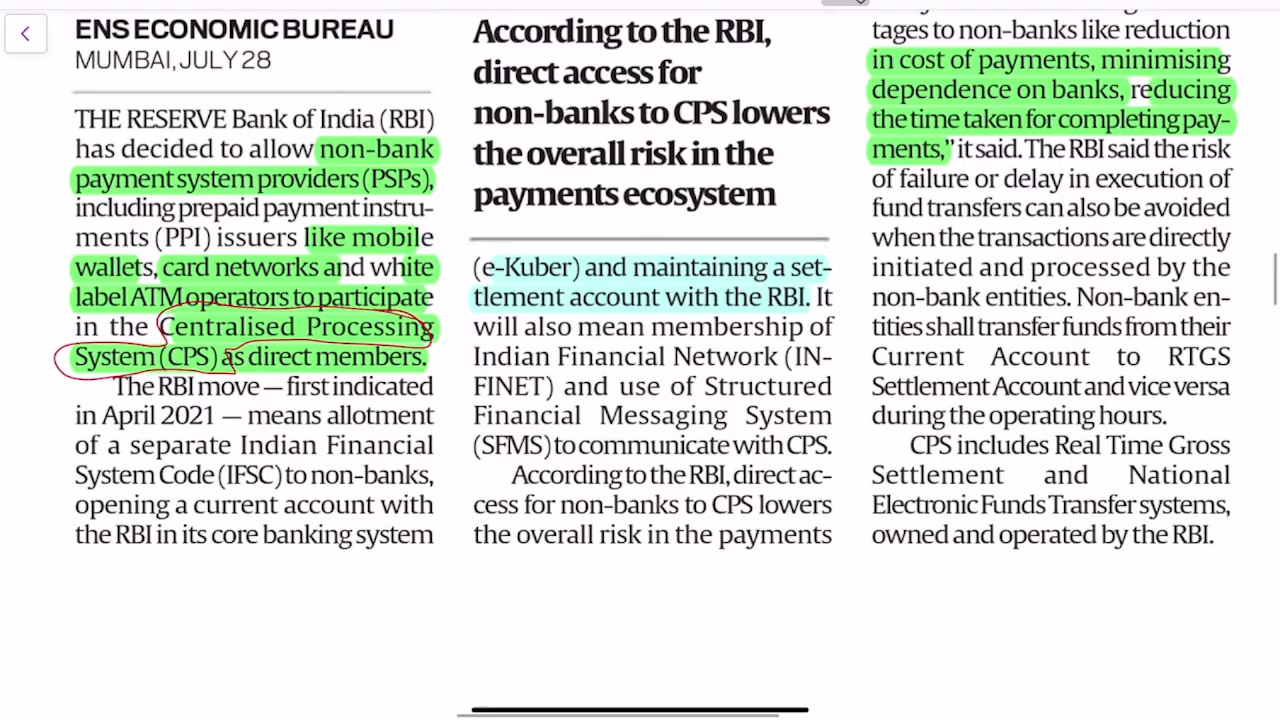 ENS ECONOMIC BUREAU
MUMBAI, JULY 28
THE RESERVE Bank of India (RBI)
has decided to allow non-bank
payment system providers (PSPs),
including prepaid payment instru-
ments (PPI) issuers like mobile
wallets, card networks and white
label ATM operators to participate
in the Centralised Processing
System (CPS) as direct members.
The RBI move — first indicated
in April 2021 — means allotment
of a separate Indian Financial
System Code (IFSC) to non-banks,
opening a current account with
the RBI in its core banking system
According to the RBI,
direct access for
non-banks to CPS lowers
the overall risk in the
payments ecosystem
(e-Kuber) and maintaining a set-
tlement account with the RBI. It
will also mean membership of
Indian Financial Network (IN-
FINET) and use of Structured
Financial Messaging System
(SFMS) to communicate with CPS.
According to the RBI, direct ac-
cess for non-banks to CPS lowers
the overall risk in the payments
tages to non-banks like reduction
in cost of payments, minimising
dependence on banks, reducing
the time taken for completing pay-
ments," it said. The RBI said the risk
of failure or delay in execution of
fund transfers can also be avoided
when the transactions are directly
initiated and processed by the
non-bank entities. Non-bank en-
tities shall transfer funds from their
Current Account to RTGS
Settlement Account and vice versa
during the operating hours.
CPS includes Real Time Gross
Settlement and National
Electronic Funds Transfer systems,
owned and operated by the RBI.